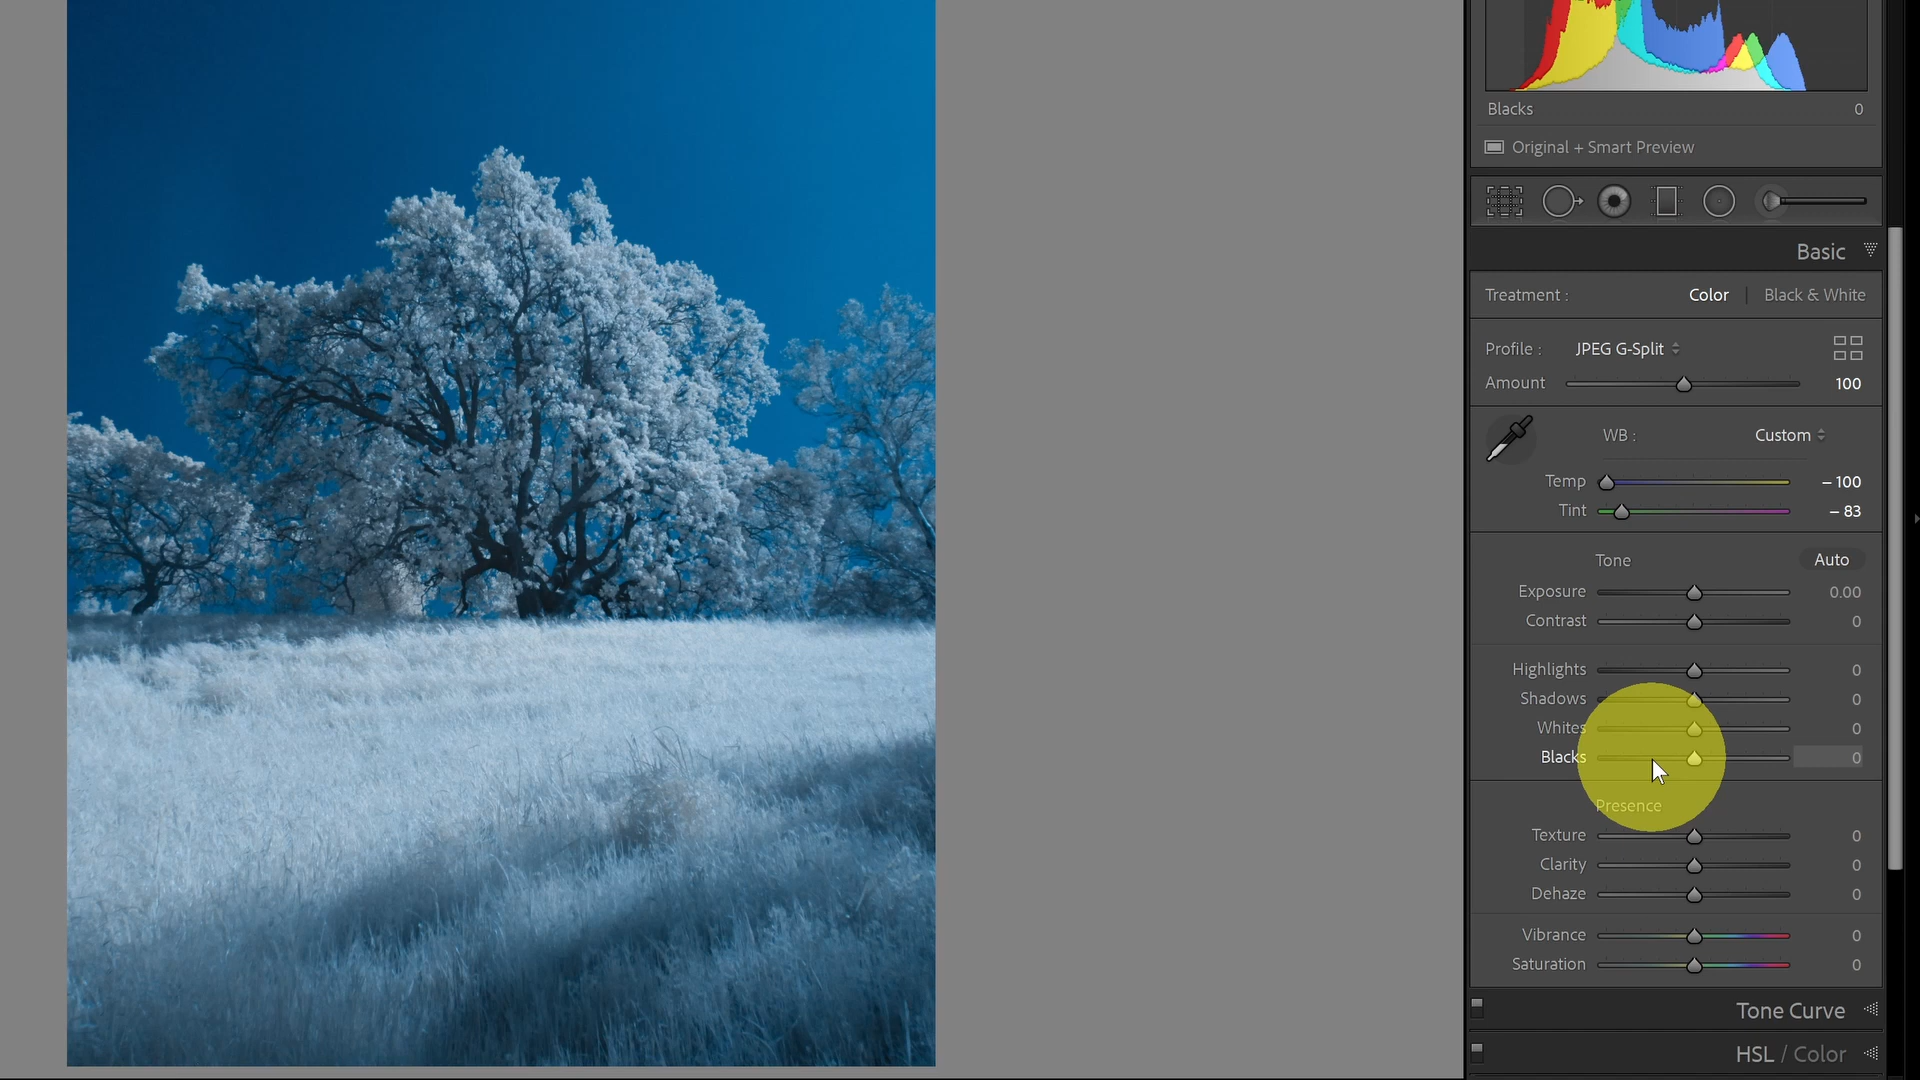 Blacks 0
Original + Smart Preview
Basic
Treatment : Color | Black & White
Profile : JPEG G-Split
Amount 100
WB : Custom
Temp – 100
Tint – 83
Tone Auto
Exposure 0.00
Contrast 0
Highlights 0
Shadows 0
Whites 0
Blacks 0
Presence
Texture 0
Clarity 0
Dehaze 0
Vibrance 0
Saturation 0
Tone Curve
HSL / Color